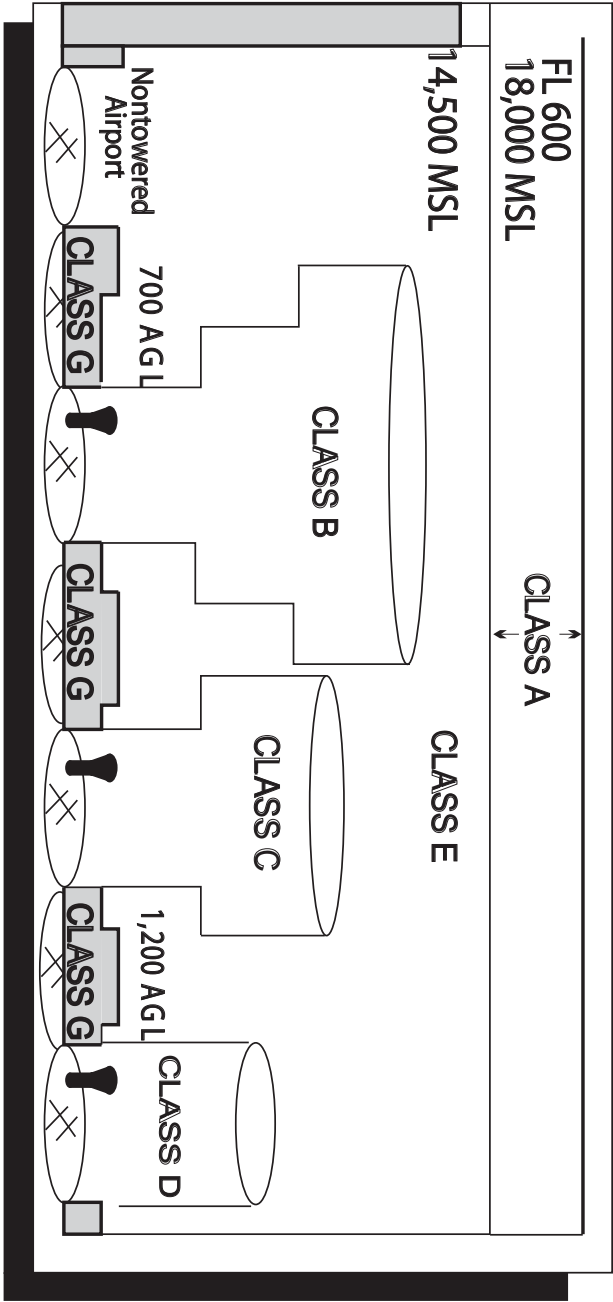 FL 600
18,000 MSL
CLASS A
14,500 MSL
CLASS E
CLASS B
CLASS C
CLASS D
Nontowered
Airport
700 AGL
1,200 AGL
CLASS G
CLASS G
CLASS G